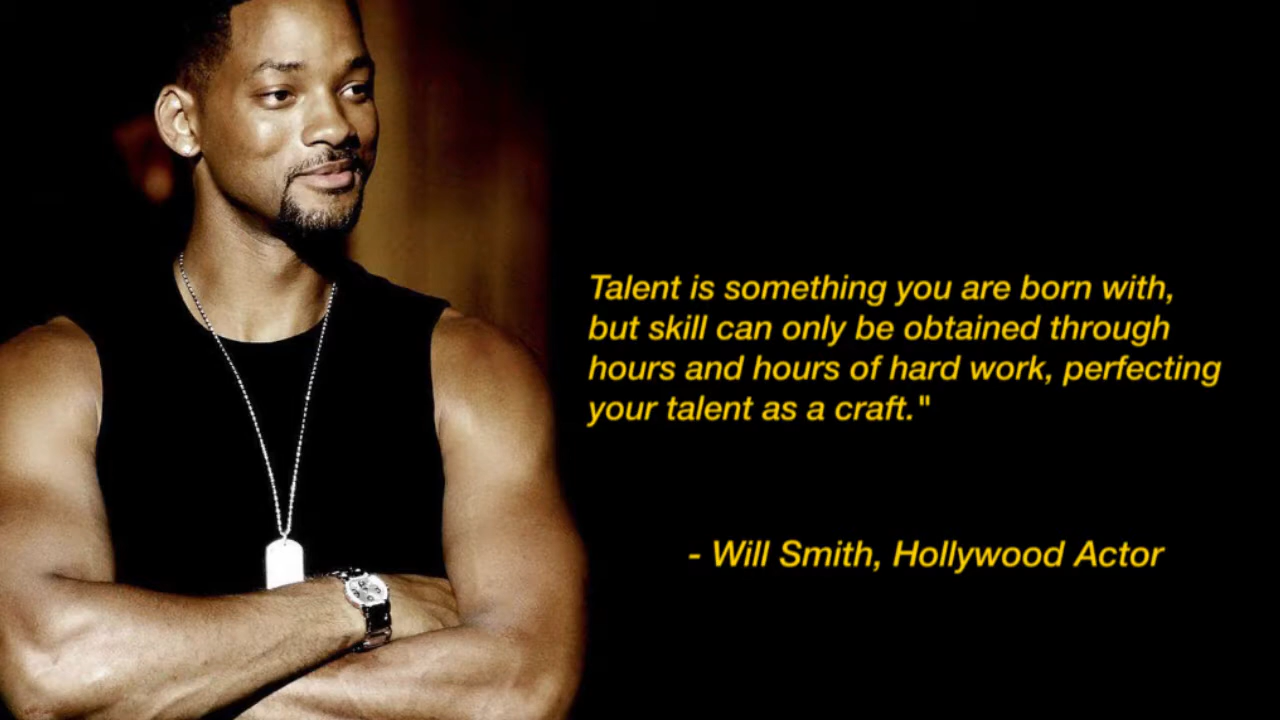 Talent is something you are born with,
but skill can only be obtained through
hours and hours of hard work, perfecting
your talent as a craft."
- Will Smith, Hollywood Actor